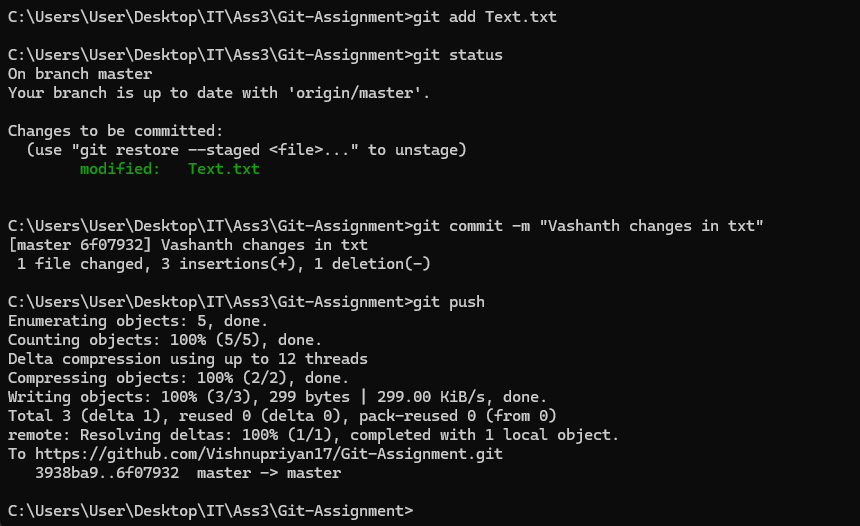 C:\Users\User\Desktop\IT\Ass3\Git-Assignment>git add Text.txt
C:\Users\User\Desktop\IT\Ass3\Git-Assignment>git status
On branch master
Your branch is up to date with 'origin/master'.
Changes to be committed:
  (use "git restore --staged <file>..." to unstage)
        modified:   Text.txt
C:\Users\User\Desktop\IT\Ass3\Git-Assignment>git commit -m "Vashanth changes in txt"
[master 6f07932] Vashanth changes in txt
 1 file changed, 3 insertions(+), 1 deletion(-)
C:\Users\User\Desktop\IT\Ass3\Git-Assignment>git push
Enumerating objects: 5, done.
Counting objects: 100% (5/5), done.
Delta compression using up to 12 threads
Compressing objects: 100% (2/2), done.
Writing objects: 100% (3/3), 299 bytes | 299.00 KiB/s, done.
Total 3 (delta 1), reused 0 (delta 0), pack-reused 0 (from 0)
remote: Resolving deltas: 100% (1/1), completed with 1 local object.
To https://github.com/Vishnupriyan17/Git-Assignment.git
   3938ba9..6f07932  master -> master
C:\Users\User\Desktop\IT\Ass3\Git-Assignment>